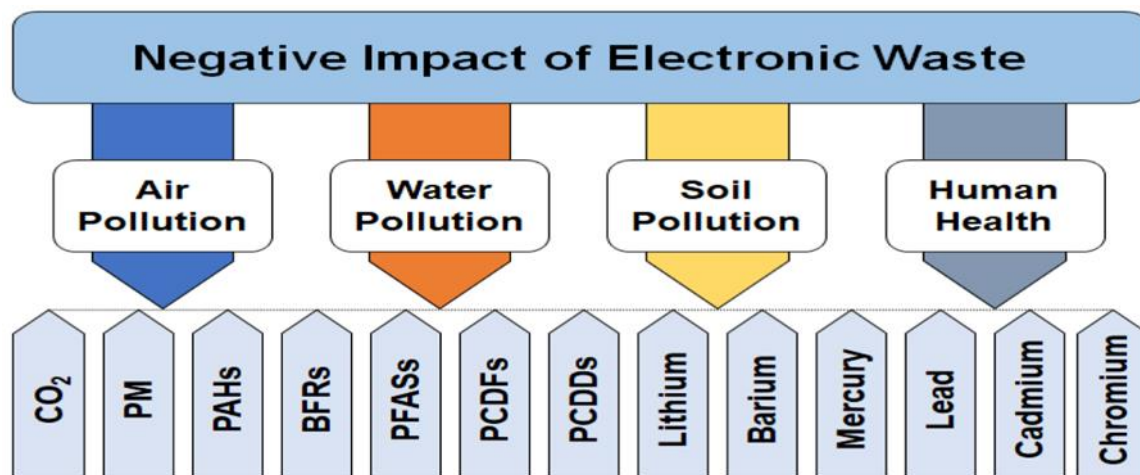 Negative Impact of Electronic Waste
Air
Pollution
Water
Pollution
Soil
Pollution
Human
Health
CO₂
PM
PAHs
BFRs
PFASs
PCDFs
PCDDs
Lithium
Barium
Mercury
Lead
Cadmium
Chromium